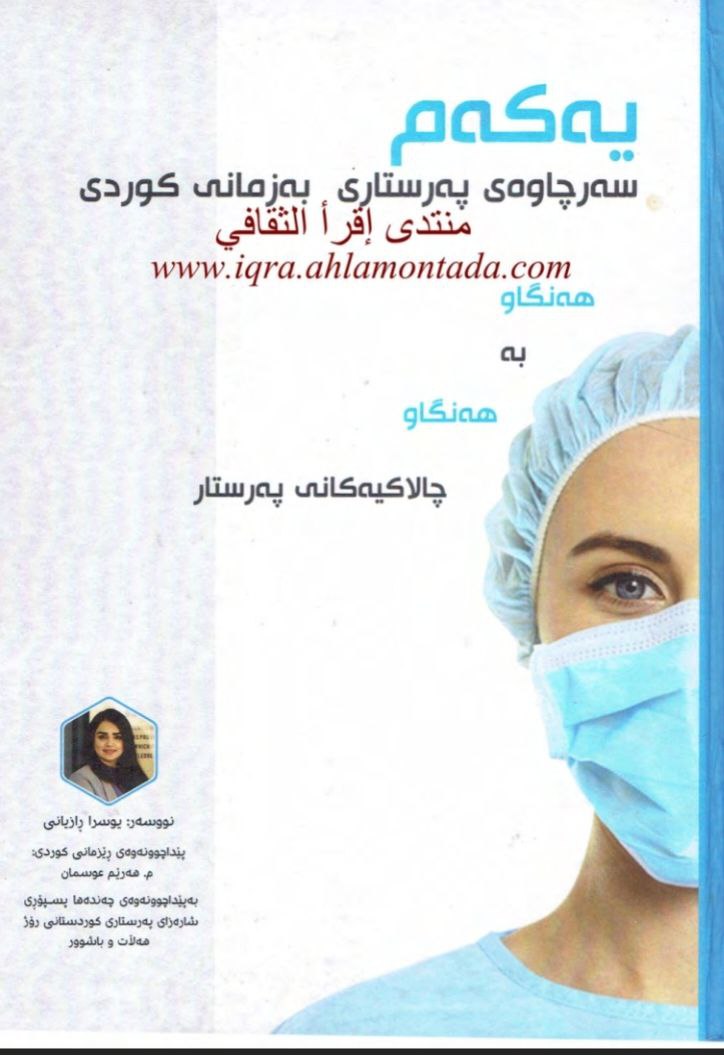 یەکەم
سەرچاوەی پەرستاری بەزمانی کوردی
منتدى إقرأ الثقافي
www.iqra.ahlamontada.com
هەنگاو
بە
هەنگاو
چالاکیەکانی پەرستار
نووسەر: یوسرا ڕازیانی
پێداچوونەوەی ڕێزمانی کوردی:
م. هەرێم عوسمان
بەپێداچوونەوەی چەندەها پسپۆڕی
شارەزای پەرستاری کوردستانی ڕۆژ
هەڵات و باشوور